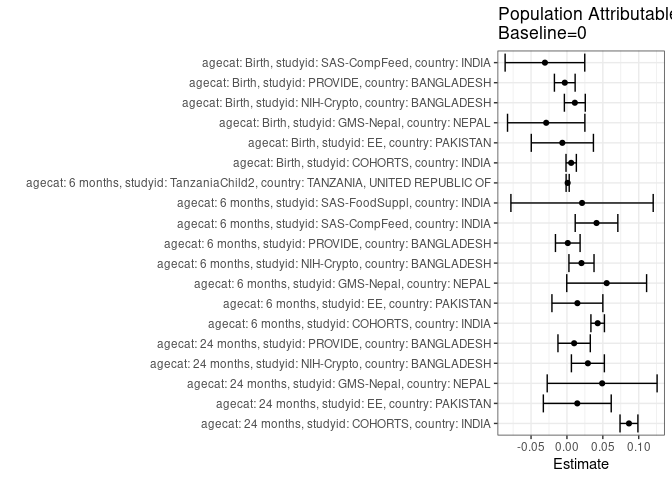 Population Attributable
Baseline=0
agecat: Birth, studyid: SAS-CompFeed, country: INDIA
agecat: Birth, studyid: PROVIDE, country: BANGLADESH
agecat: Birth, studyid: NIH-Crypto, country: BANGLADESH
agecat: Birth, studyid: GMS-Nepal, country: NEPAL
agecat: Birth, studyid: EE, country: PAKISTAN
agecat: Birth, studyid: COHORTS, country: INDIA
agecat: 6 months, studyid: TanzaniaChild2, country: TANZANIA, UNITED REPUBLIC OF
agecat: 6 months, studyid: SAS-FoodSuppl, country: INDIA
agecat: 6 months, studyid: SAS-CompFeed, country: INDIA
agecat: 6 months, studyid: PROVIDE, country: BANGLADESH
agecat: 6 months, studyid: NIH-Crypto, country: BANGLADESH
agecat: 6 months, studyid: GMS-Nepal, country: NEPAL
agecat: 6 months, studyid: EE, country: PAKISTAN
agecat: 6 months, studyid: COHORTS, country: INDIA
agecat: 24 months, studyid: PROVIDE, country: BANGLADESH
agecat: 24 months, studyid: NIH-Crypto, country: BANGLADESH
agecat: 24 months, studyid: GMS-Nepal, country: NEPAL
agecat: 24 months, studyid: EE, country: PAKISTAN
agecat: 24 months, studyid: COHORTS, country: INDIA
-0.05 0.00 0.05 0.10
Estimate